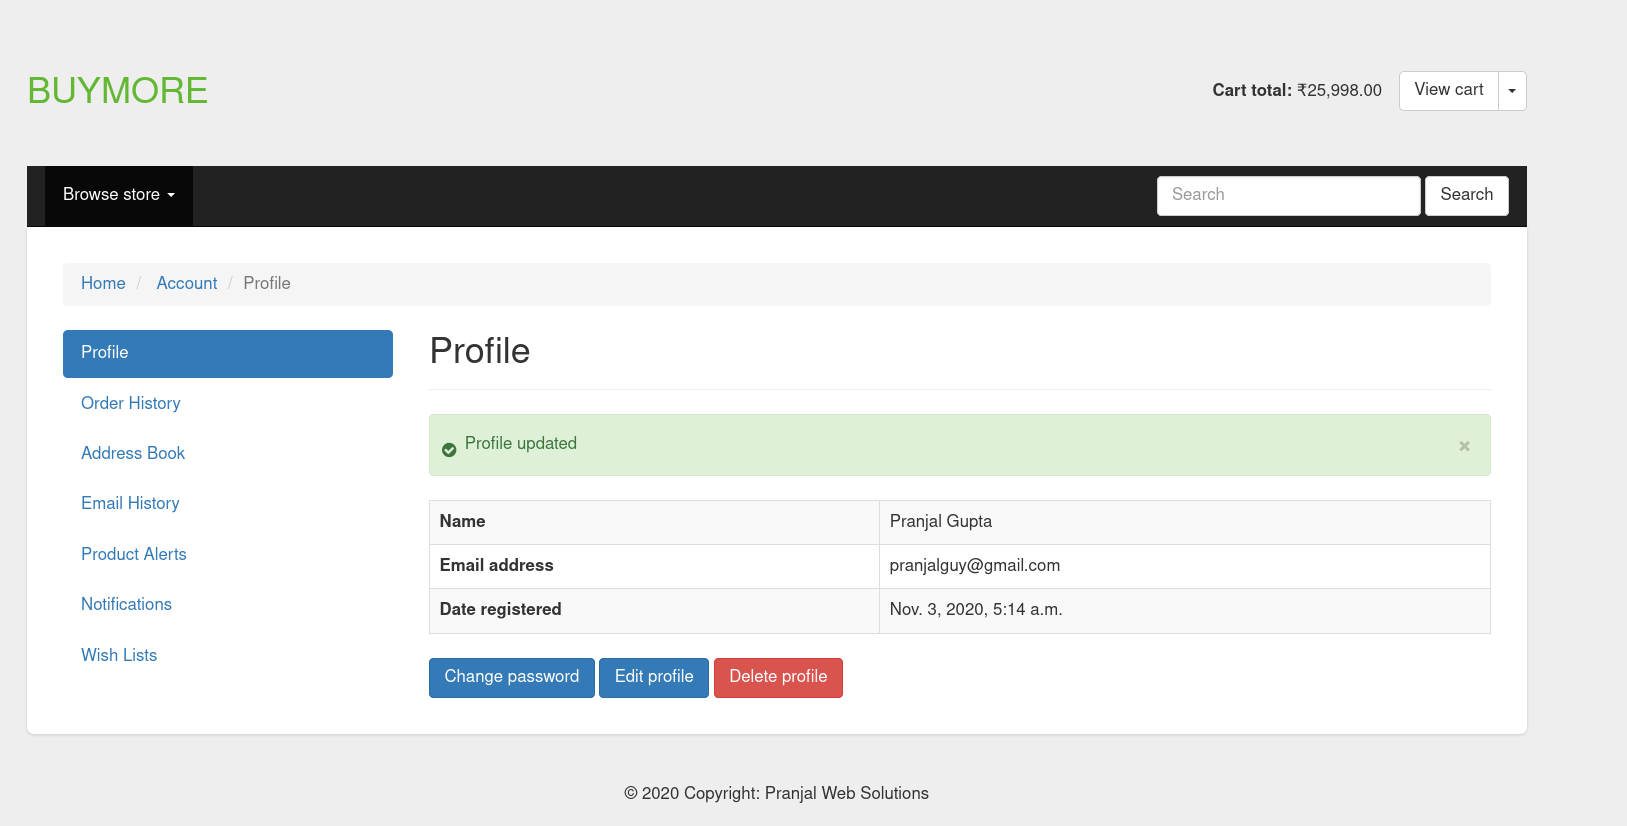 BUYMORE
Cart total: ₹25,998.00
View cart
Browse store
Search
Search
Home / Account / Profile
Profile
Order History
Address Book
Email History
Product Alerts
Notifications
Wish Lists
Profile
Profile updated
×
Name Pranjal Gupta
Email address pranjalguy@gmail.com
Date registered Nov. 3, 2020, 5:14 a.m.
Change password
Edit profile
Delete profile
© 2020 Copyright: Pranjal Web Solutions